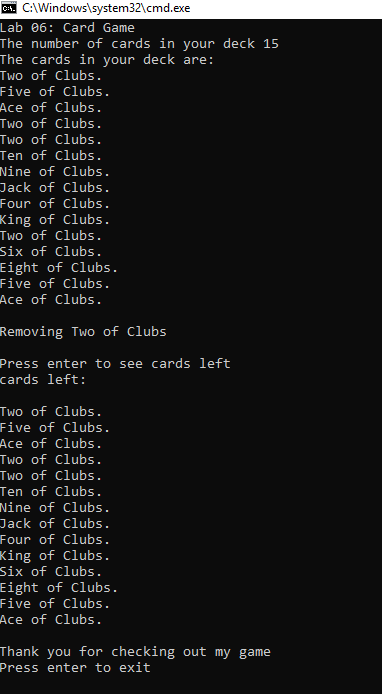 C:\Windows\system32\cmd.exe
Lab 06: Card Game
The number of cards in your deck 15
The cards in your deck are:
Two of Clubs.
Five of Clubs.
Ace of Clubs.
Two of Clubs.
Two of Clubs.
Ten of Clubs.
Nine of Clubs.
Jack of Clubs.
Four of Clubs.
King of Clubs.
Two of Clubs.
Six of Clubs.
Eight of Clubs.
Five of Clubs.
Ace of Clubs.
Removing Two of Clubs
Press enter to see cards left
cards left:
Two of Clubs.
Five of Clubs.
Ace of Clubs.
Two of Clubs.
Two of Clubs.
Ten of Clubs.
Nine of Clubs.
Jack of Clubs.
Four of Clubs.
King of Clubs.
Six of Clubs.
Eight of Clubs.
Five of Clubs.
Ace of Clubs.
Thank you for checking out my game
Press enter to exit